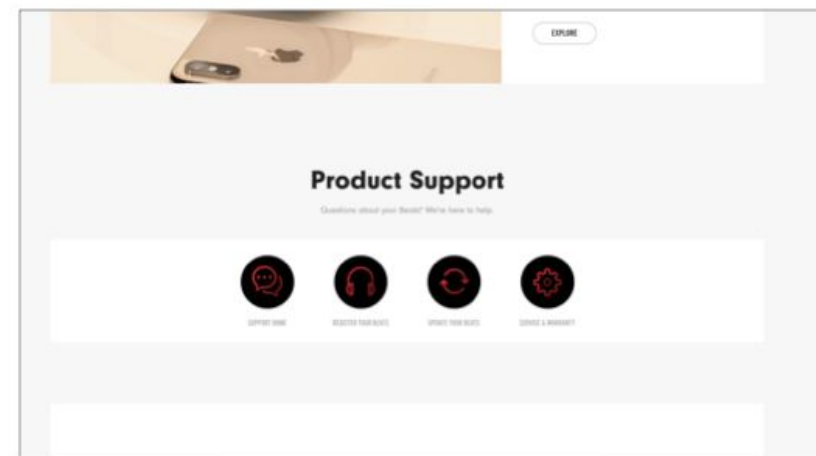 EXPLORE
Product Support
Questions about your Beats? We're here to help.
SUPPORT HOME
REGISTER YOUR BEATS
UPDATE YOUR BEATS
SERVICE & WARRANTY